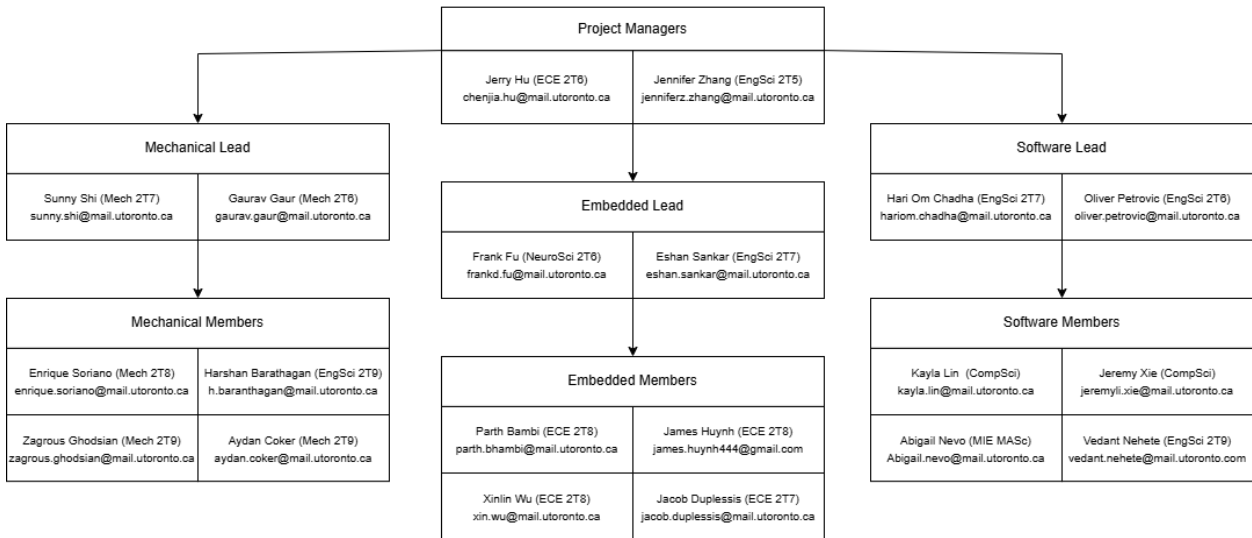 Project Managers
Jerry Hu (ECE 2T6)
chenjia.hu@mail.utoronto.ca
Jennifer Zhang (EngSci 2T5)
jenniferz.zhang@mail.utoronto.ca
Mechanical Lead
Sunny Shi (Mech 2T7)
sunny.shi@mail.utoronto.ca
Gaurav Gaur (Mech 2T6)
gaurav.gaur@mail.utoronto.ca
Embedded Lead
Frank Fu (NeuroSci 2T6)
frankd.fu@mail.utoronto.ca
Eshan Sankar (EngSci 2T7)
eshan.sankar@mail.utoronto.ca
Software Lead
Hari Om Chadha (EngSci 2T7)
hariom.chadha@mail.utoronto.ca
Oliver Petrovic (EngSci 2T6)
oliver.petrovic@mail.utoronto.ca
Mechanical Members
Enrique Soriano (Mech 2T8)
enrique.soriano@mail.utoronto.ca
Harshan Barathagan (EngSci 2T9)
h.baranthagan@mail.utoronto.ca
Zagrous Ghodsian (Mech 2T9)
zagrous.ghodsian@mail.utoronto.ca
Aydan Coker (Mech 2T9)
aydan.coker@mail.utoronto.ca
Embedded Members
Parth Bambi (ECE 2T8)
parth.bhambi@mail.utoronto.ca
James Huynh (ECE 2T8)
james.huynh444@gmail.com
Xinlin Wu (ECE 2T8)
xin.wu@mail.utoronto.ca
Jacob Duplessis (ECE 2T7)
jacob.duplessis@mail.utoronto.ca
Software Members
Kayla Lin (CompSci)
kayla.lin@mail.utoronto.ca
Jeremy Xie (CompSci)
jeremyli.xie@mail.utoronto.ca
Abigail Nevo (MIE MASc)
Abigail.nevo@mail.utoronto.ca
Vedant Nehete (EngSci 2T9)
vedant.nehete@mail.utoronto.com